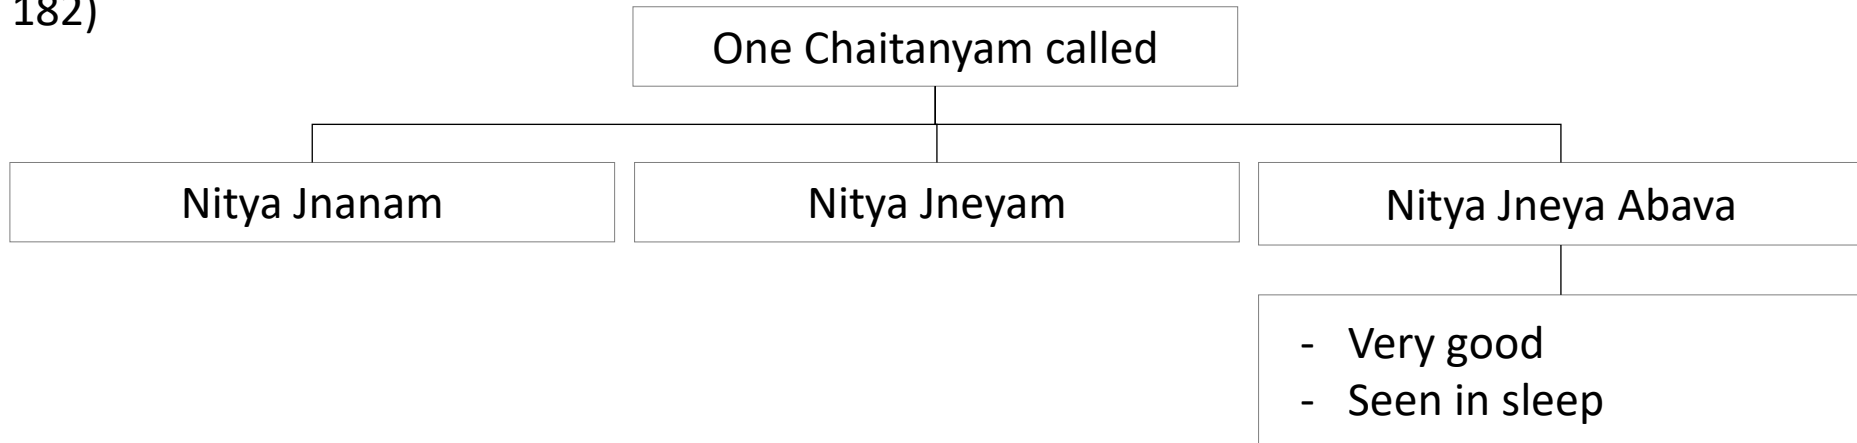 182)
One Chaitanyam called
Nitya Jnanam
Nitya Jneyam
Nitya Jneya Abava
- Very good
- Seen in sleep